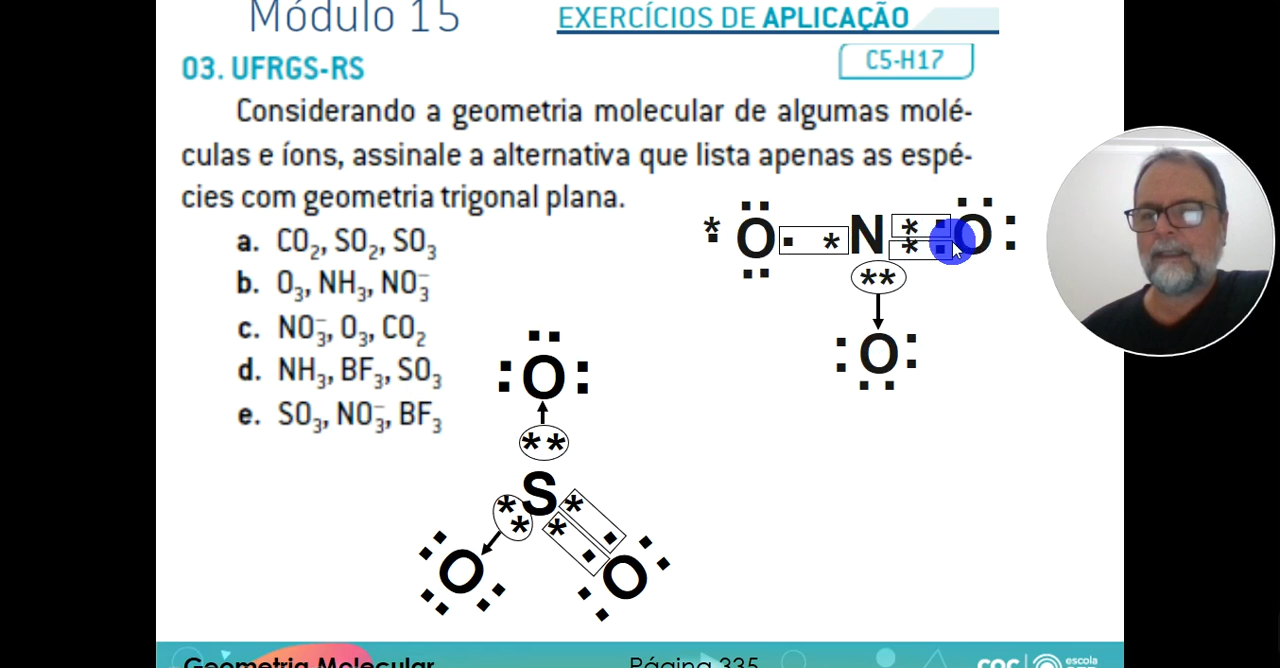 Módulo 15
EXERCÍCIOS DE APLICAÇÃO
03. UFRGS-RS
C5-H17
Considerando a geometria molecular de algumas molé-
culas e íons, assinale a alternativa que lista apenas as espé-
cies com geometria trigonal plana.
a. CO₂, SO₂, SO₃
b. O₃, NH₃, NO₃⁻
c. NO₃⁻, O₃, CO₂
d. NH₃, BF₃, SO₃
e. SO₃, NO₃⁻, BF₃
O N O
O
O
S
O O
Geometria Molecular
Página 335
coc
escola